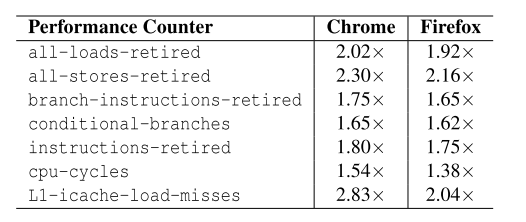 Performance Counter Chrome Firefox
all-loads-retired 2.02× 1.92×
all-stores-retired 2.30× 2.16×
branch-instructions-retired 1.75× 1.65×
conditional-branches 1.65× 1.62×
instructions-retired 1.80× 1.75×
cpu-cycles 1.54× 1.38×
L1-icache-load-misses 2.83× 2.04×